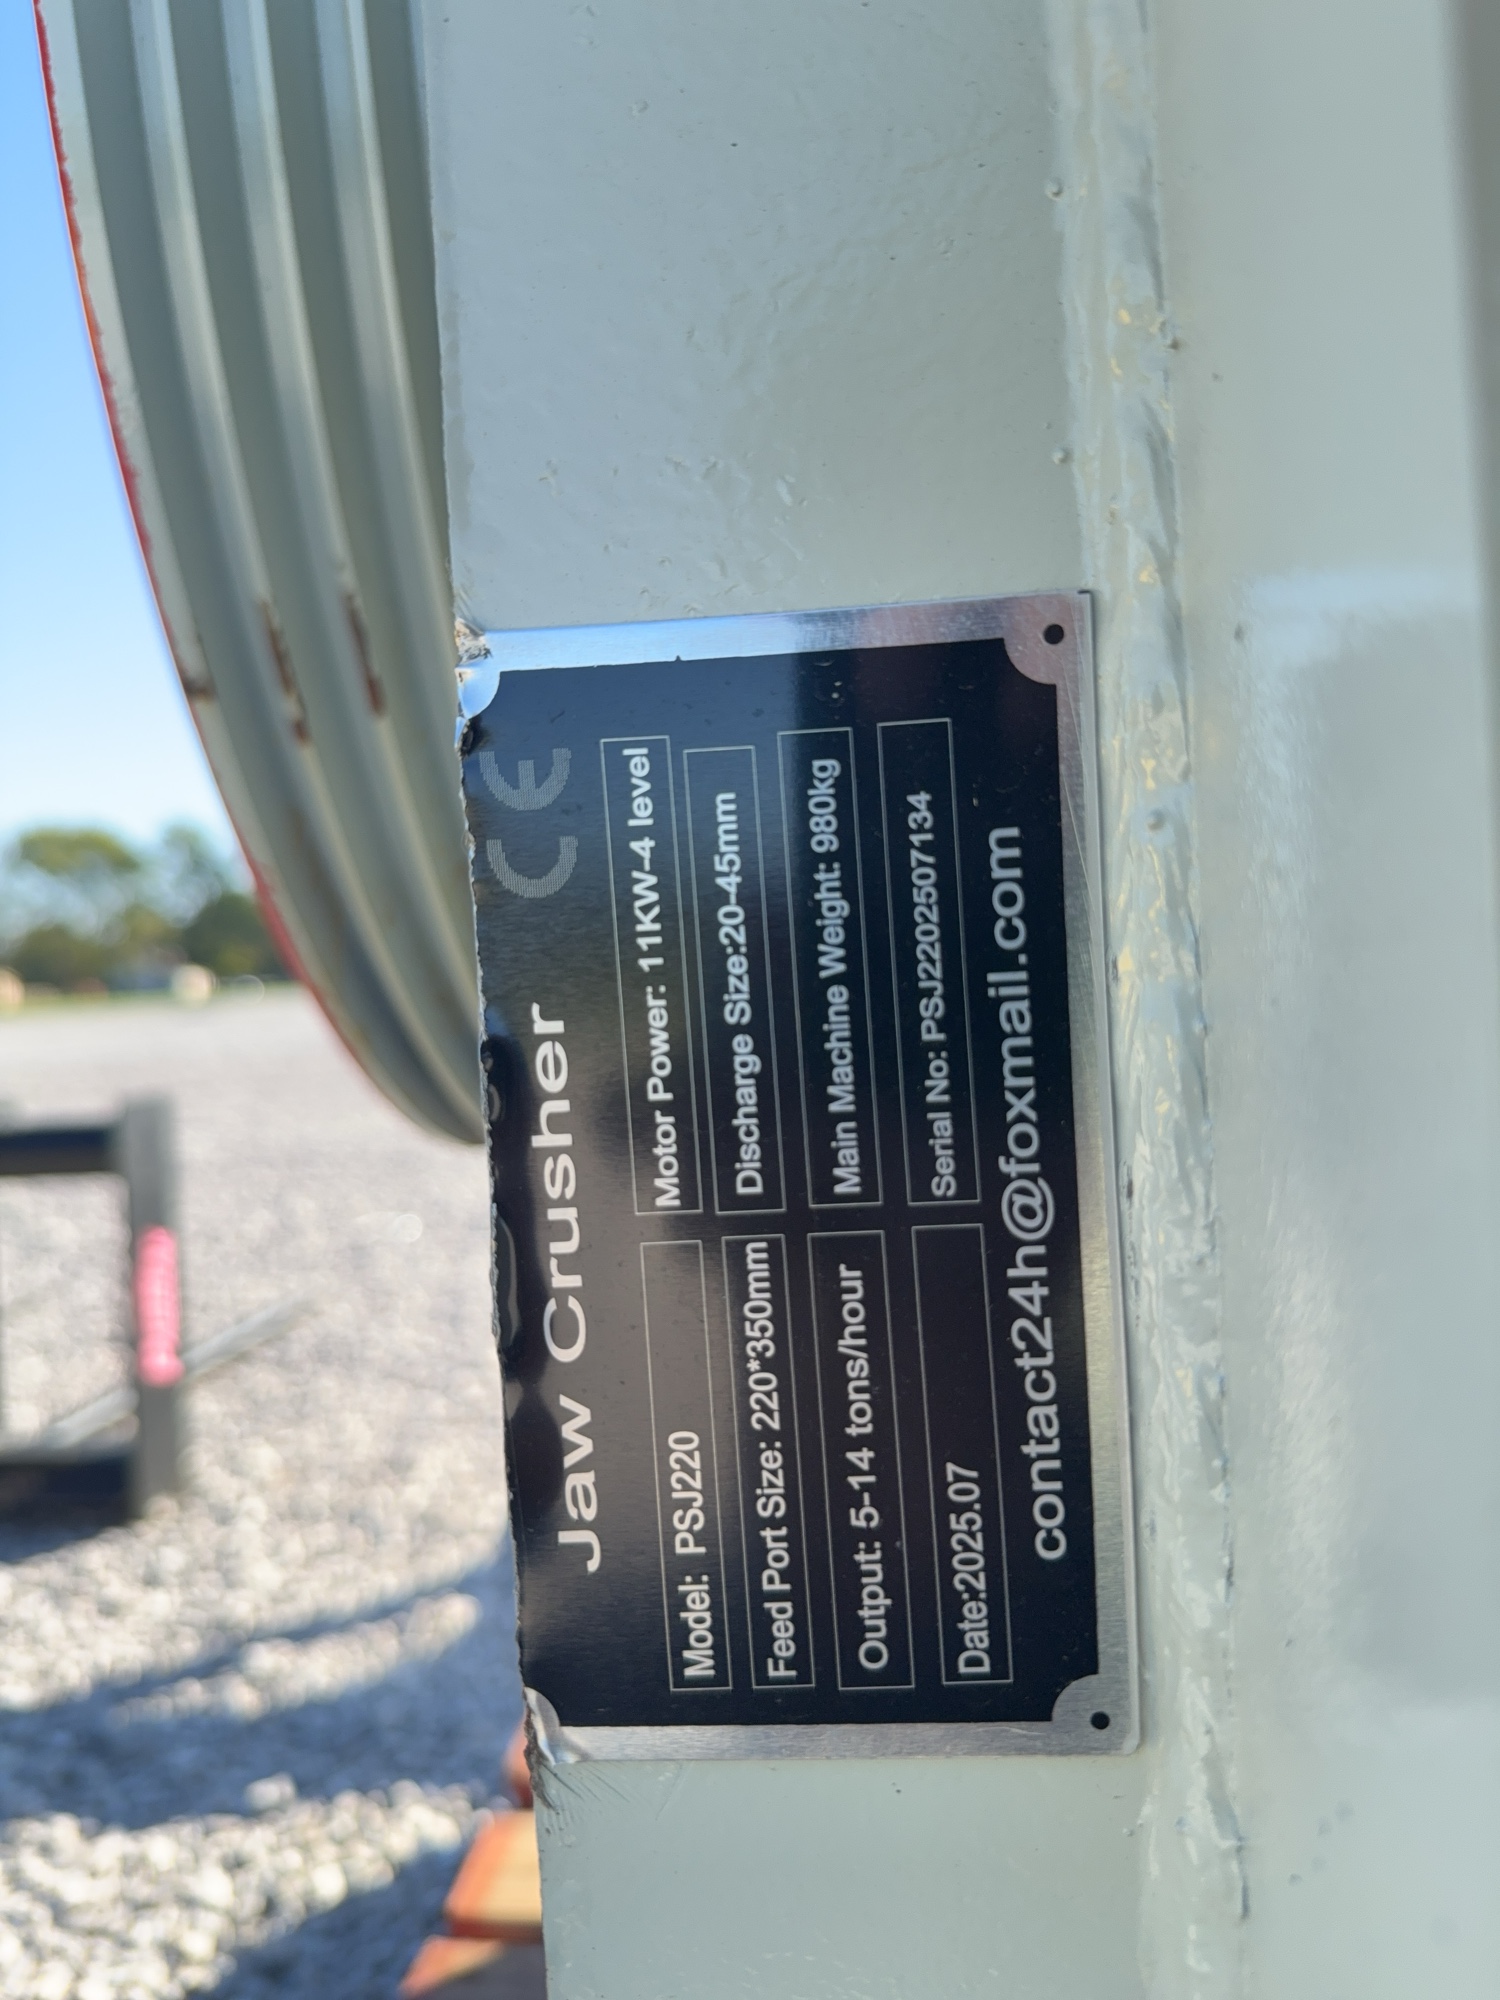 CE
Jaw Crusher
Model: PSJ220
Motor Power: 11KW-4 level
Feed Port Size: 220*350mm
Discharge Size:20-45mm
Output: 5-14 tons/hour
Main Machine Weight: 980kg
Date:2025.07
Serial No: PSJ2202507134
contact24h@foxmail.com